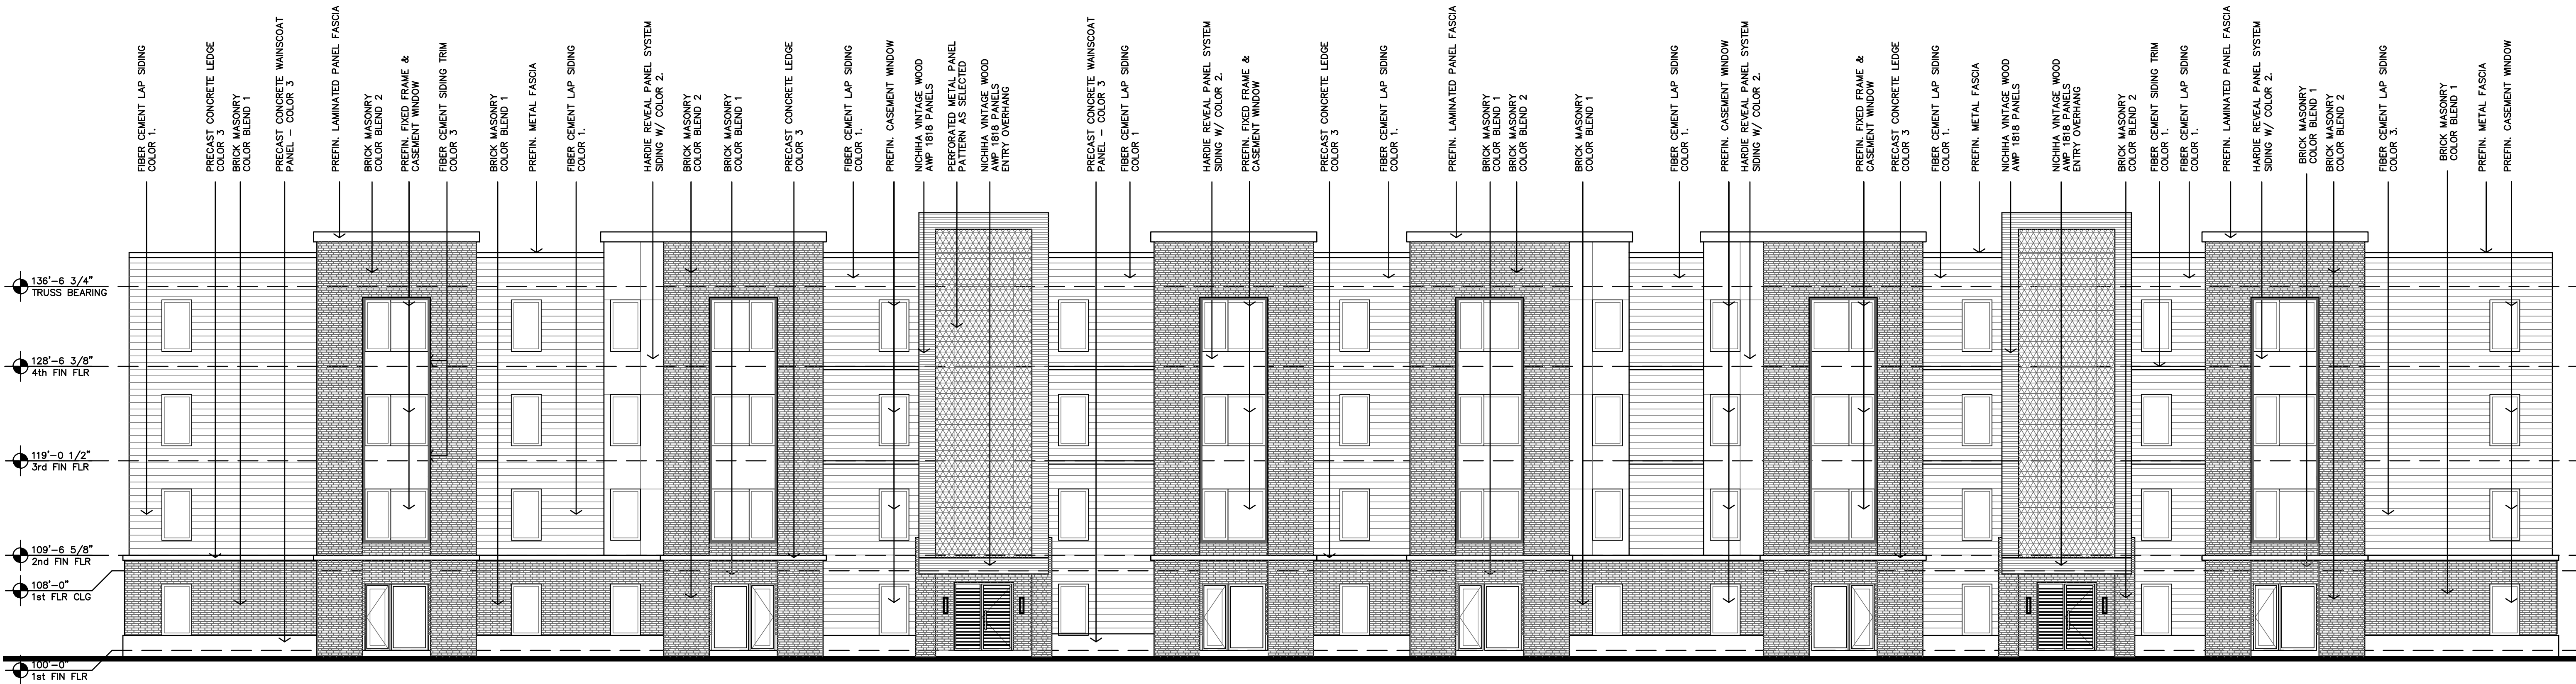 FIBER CEMENT LAP SIDING
COLOR 1.
PRECAST CONCRETE LEDGE
COLOR 3
BRICK MASONRY
COLOR BLEND 1
PRECAST CONCRETE WAINSCOAT
PANEL – COLOR 3
PREFIN. LAMINATED PANEL FASCIA
BRICK MASONRY
COLOR BLEND 2
PREFIN. FIXED FRAME &
CASEMENT WINDOW
FIBER CEMENT SIDING TRIM
COLOR 3
BRICK MASONRY
COLOR BLEND 1
PREFIN. METAL FASCIA
FIBER CEMENT LAP SIDING
COLOR 1.
HARDIE REVEAL PANEL SYSTEM
SIDING W/ COLOR 2.
BRICK MASONRY
COLOR BLEND 2
BRICK MASONRY
COLOR BLEND 1
PRECAST CONCRETE LEDGE
COLOR 3
FIBER CEMENT LAP SIDING
COLOR 1.
PREFIN. CASEMENT WINDOW
NICHIHA VINTAGE WOOD
AWP 1818 PANELS
PERFORATED METAL PANEL
PATTERN AS SELECTED
NICHIHA VINTAGE WOOD
AWP 1818 PANELS
ENTRY OVERHANG
PRECAST CONCRETE WAINSCOAT
PANEL – COLOR 3
FIBER CEMENT LAP SIDING
COLOR 1
HARDIE REVEAL PANEL SYSTEM
SIDING W/ COLOR 2.
PREFIN. FIXED FRAME &
CASEMENT WINDOW
PRECAST CONCRETE LEDGE
COLOR 3
FIBER CEMENT LAP SIDING
COLOR 1.
PREFIN. LAMINATED PANEL FASCIA
BRICK MASONRY
COLOR BLEND 1
BRICK MASONRY
COLOR BLEND 2
BRICK MASONRY
COLOR BLEND 1
FIBER CEMENT LAP SIDING
COLOR 1.
PREFIN. CASEMENT WINDOW
HARDIE REVEAL PANEL SYSTEM
SIDING W/ COLOR 2.
PREFIN. FIXED FRAME &
CASEMENT WINDOW
PRECAST CONCRETE LEDGE
COLOR 3
FIBER CEMENT LAP SIDING
COLOR 1.
PREFIN. METAL FASCIA
NICHIHA VINTAGE WOOD
AWP 1818 PANELS
NICHIHA VINTAGE WOOD
AWP 1818 PANELS
ENTRY OVERHANG
BRICK MASONRY
COLOR BLEND 2
FIBER CEMENT SIDING TRIM
COLOR 1.
FIBER CEMENT LAP SIDING
COLOR 1.
PREFIN. LAMINATED PANEL FASCIA
HARDIE REVEAL PANEL SYSTEM
SIDING W/ COLOR 2.
BRICK MASONRY
COLOR BLEND 1
BRICK MASONRY
COLOR BLEND 2
FIBER CEMENT LAP SIDING
COLOR 3.
BRICK MASONRY
COLOR BLEND 1
PREFIN. METAL FASCIA
PREFIN. CASEMENT WINDOW
136'-6 3/4"
TRUSS BEARING
128'-6 3/8"
4th FIN FLR
119'-0 1/2"
3rd FIN FLR
109'-6 5/8"
2nd FIN FLR
108'-0"
1st FLR CLG
100'-0"
1st FIN FLR